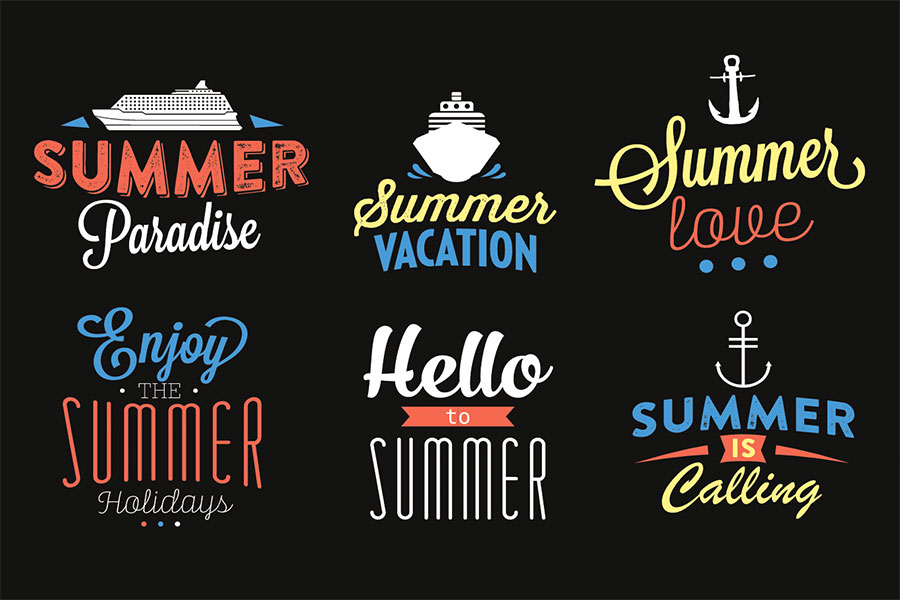 SUMMER
Paradise
Summer
VACATION
Summer
love
Enjoy
THE
SUMMER
Holidays
Hello
to
SUMMER
SUMMER
IS
Calling